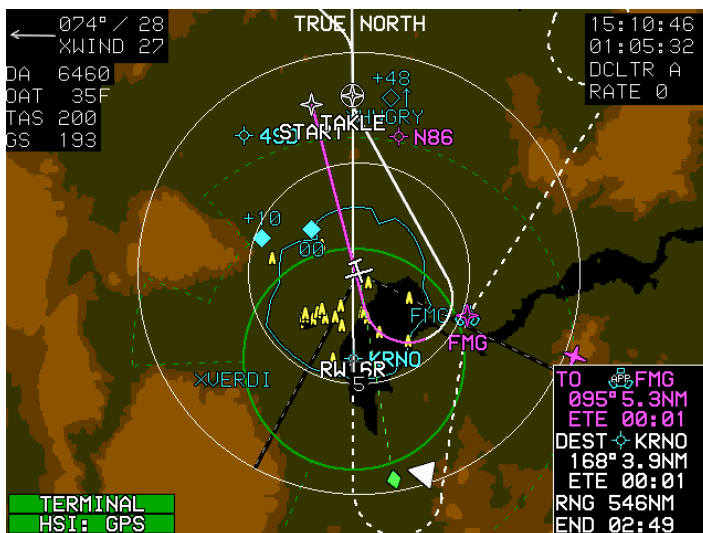 074°/ 28
XWIND 27
DA 6460
OAT 35F
TAS 200
GS 193
TRUE NORTH
15:10:46
01:05:32
DCLTR A
RATE 0
+48
HYGRY
TAKLE
START
4SD
N86
+10
00
FMG
FMG
KRNO
RW16R
5
XVERDI
TO APP FMG
095° 5.3NM
ETE 00:01
DEST KRNO
168° 3.9NM
ETE 00:01
RNG 546NM
END 02:49
TERMINAL
HSI: GPS